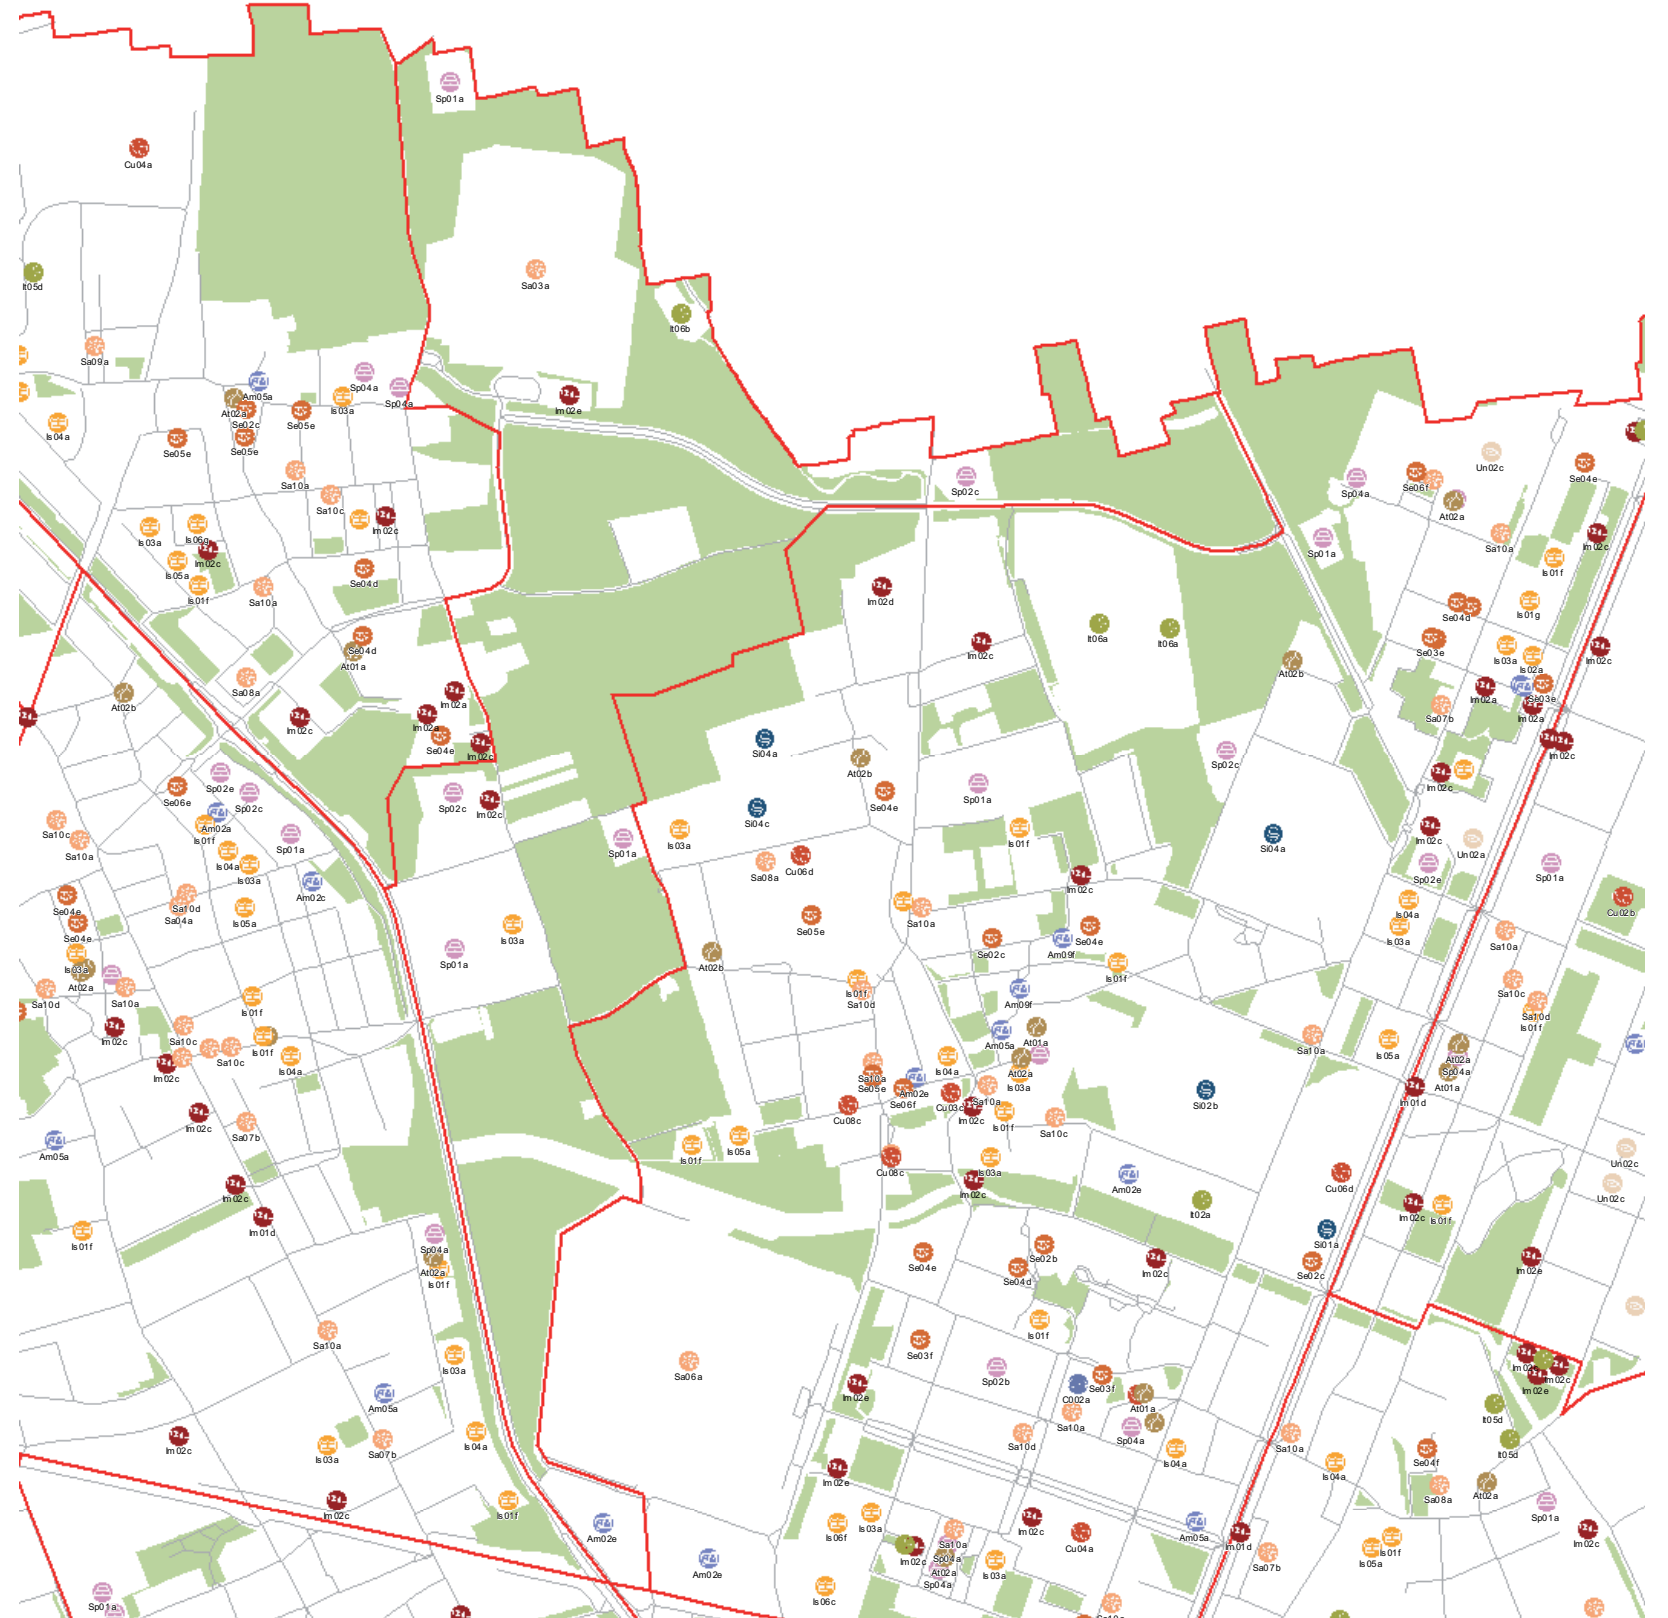 Sp01a
Cu04a
It05d
Sa03a
It06b
Sa09a
Sp04a
Sp04a
Am05a
Is03a
At02a
Se02c
Se05e
Im02e
Is04a
Se05e
Se05e
Un02c
Sa10a
Sp02c
Sp04a
Se06f
Se04e
Sa10c
At02a
Im02c
Is03a
Is06g
Sp01a
Sa10a
Im02c
Im02c
Is05a
Is01f
Se04d
Is01f
Sa10a
Im02d
Is01g
Se04d
It06a
It06a
Se04d
Im02c
Se03e
Im02c
At01a
Is03a
Is02a
At02b
Sa08a
Im02a
Im02a
Se03e
At02b
Sa07b
Im02a
Im02c
Im02a
Se04e
Si04a
Im02c
Sp02c
Im02c
At02b
Sp02e
Im02c
Se06e
Sp02c
Sp02c
Im02c
Si04c
Se04e
Sp01a
Am02a
Sa10c
Is01f
Sp01a
Sp01a
Is03a
Is01f
Si04a
Im02c
Un02a
Sa10a
Is04a
Is03a
Sa08a
Cu06d
Sp02e
Sp01a
Am02c
Im02c
Se04e
Sa10d
Sa04a
Is05a
Is04a
Cu02b
Se04e
Is03a
Se05e
Sa10a
Se04e
Is03a
Sa10a
Is03a
Sp01a
At02b
Se02c
Am09f
At02a
Is01f
Sa10d
Sa10a
Is01f
Is01f
Sa10d
Am09f
Sa10c
Sa10d
Is01f
Im02c
Sa10c
Is01f
Am05a
At01a
Sa10a
Is05a
At02a
Sa10c
Is04a
Im02c
Is04a
At02a
Sp04a
Sa10a
Se05e
Is03a
At01a
Am02e
Se06f
Im01d
Si02b
Cu03c
Sa10a
Im02c
Cu08c
Im02c
Is01f
Sa10c
Sa07b
Am05a
Is01f
Is05a
Un02c
Cu08c
Is03a
Am02e
Cu06d
Im02c
Im02c
Un02c
It02a
Im02c
Is01f
Im01d
Is01f
Sp04a
Si01a
Se02b
Se04e
At02a
Im02c
Im02e
Is01f
Se04d
Se02c
Is01f
Sa10a
Se03f
Is03a
Im02c
Sa06a
Sp02b
Se03f
Im02e
Am05a
Im02e
C002a
At01a
It05d
Sa10a
Im02c
Is04a
Sp04a
Sa10a
It05d
Sa07b
Sa10d
Is03a
Is04a
Se04f
Is04a
Im02e
Sa08a
At02a
Im02c
Is01f
Sp01a
Is03a
Im02c
Am02e
Is06f
Am05a
Im02c
Sa10a
Cu04a
Im01d
Is01f
Im02c
Sp04a
Is05a
Am02e
At02a
Is03a
Sa07b
Sp04a
Is06c
Sp01a